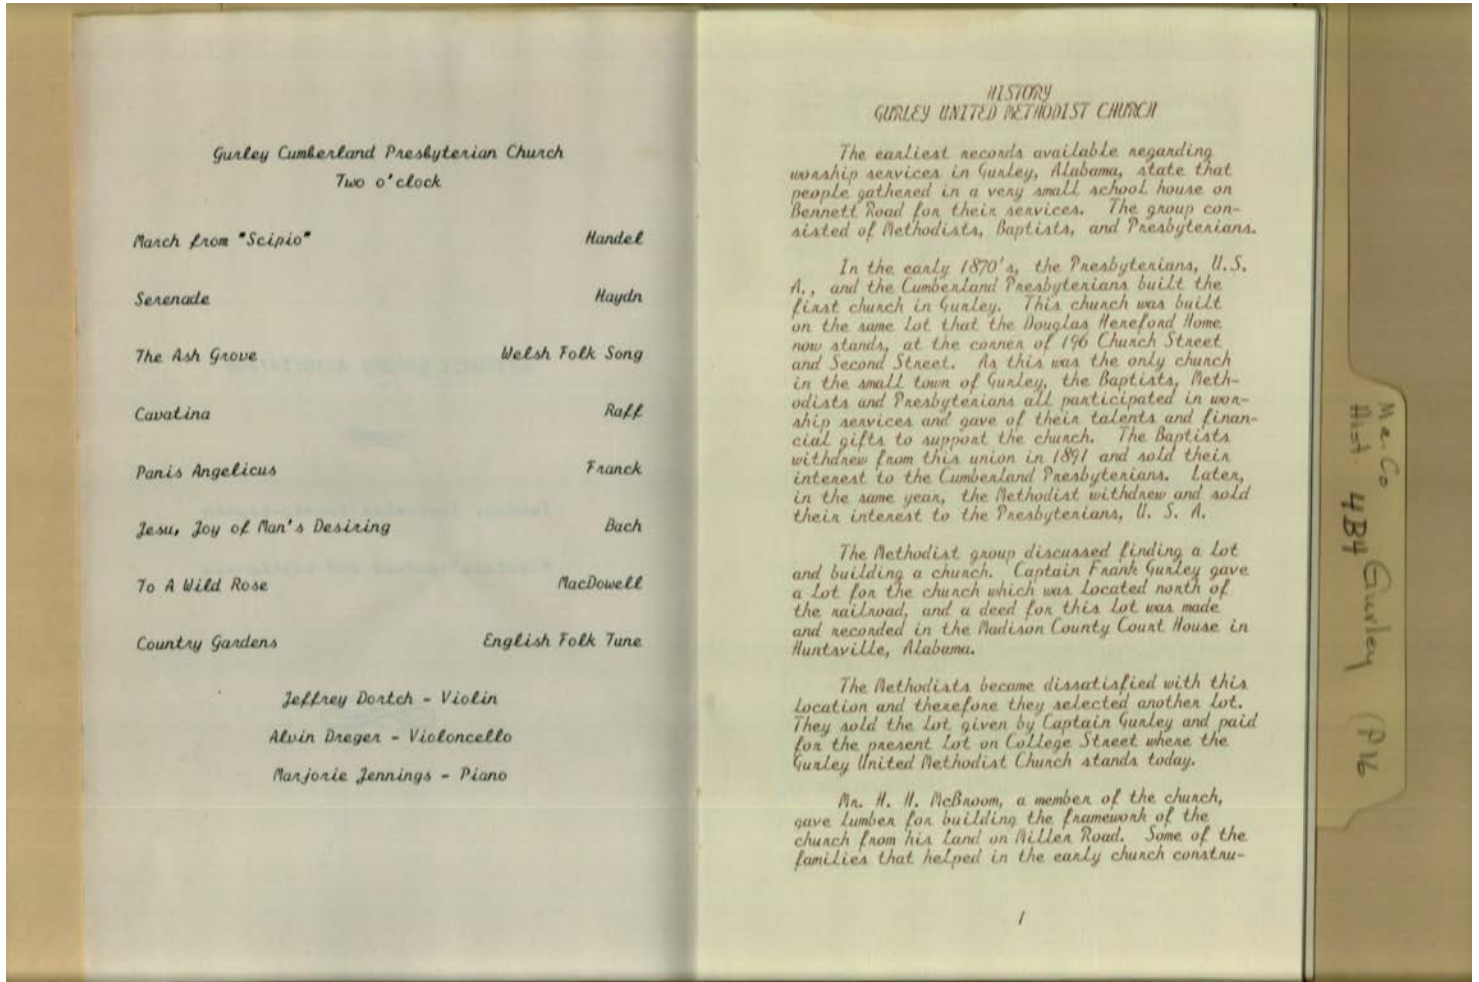 Gurley Cumberland Presbyterian Church
Two o'clock
March from "Scipio" Handel
Serenade Haydn
The Ash Grove Welsh Folk Song
Cavatina Raff
Panis Angelicus Franck
Jesu, Joy of Man's Desiring Bach
To A Wild Rose MacDowell
Country Gardens English Folk Tune
Jeffrey Dortch - Violin
Alvin Dreger - Violoncello
Marjorie Jennings - Piano
HISTORY
GURLEY UNITED METHODIST CHURCH
The earliest records available regarding
worship services in Gurley, Alabama, state that
people gathered in a very small school house on
Bennett Road for their services. The group con-
sisted of Methodists, Baptists, and Presbyterians.
In the early 1870's, the Presbyterians, U.S.
A., and the Cumberland Presbyterians built the
first church in Gurley. This church was built
on the same lot that the Douglas Hereford Home
now stands, at the corner of 196 Church Street
and Second Street. As this was the only church
in the small town of Gurley, the Baptists, Meth-
odists and Presbyterians all participated in wor-
ship services and gave of their talents and finan-
cial gifts to support the church. The Baptists
withdrew from this union in 1891 and sold their
interest to the Cumberland Presbyterians. Later,
in the same year, the Methodist withdrew and sold
their interest to the Presbyterians, U. S. A.
The Methodist group discussed finding a lot
and building a church. Captain Frank Gurley gave
a lot for the church which was located north of
the railroad, and a deed for this lot was made
and recorded in the Madison County Court House in
Huntsville, Alabama.
The Methodists became dissatisfied with this
location and therefore they selected another lot.
They sold the lot given by Captain Gurley and paid
for the present lot on College Street where the
Gurley United Methodist Church stands today.
Mr. H. H. McBroom, a member of the church,
gave lumber for building the framework of the
church from his land on Miller Road. Some of the
families that helped in the early church constru-
1
Ma. Co
Hist. 4B4 Gurley (P16